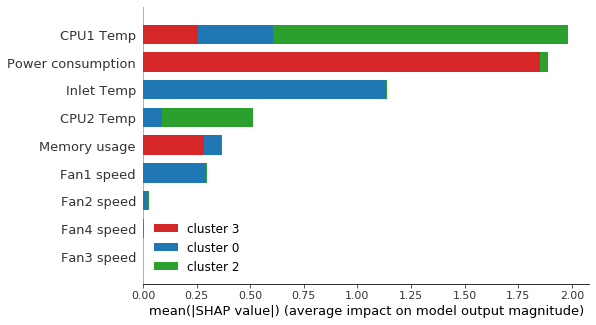 CPU1 Temp
Power consumption
Inlet Temp
CPU2 Temp
Memory usage
Fan1 speed
Fan2 speed
Fan4 speed
Fan3 speed
cluster 3
cluster 0
cluster 2
0.00 0.25 0.50 0.75 1.00 1.25 1.50 1.75 2.00
mean(|SHAP value|) (average impact on model output magnitude)